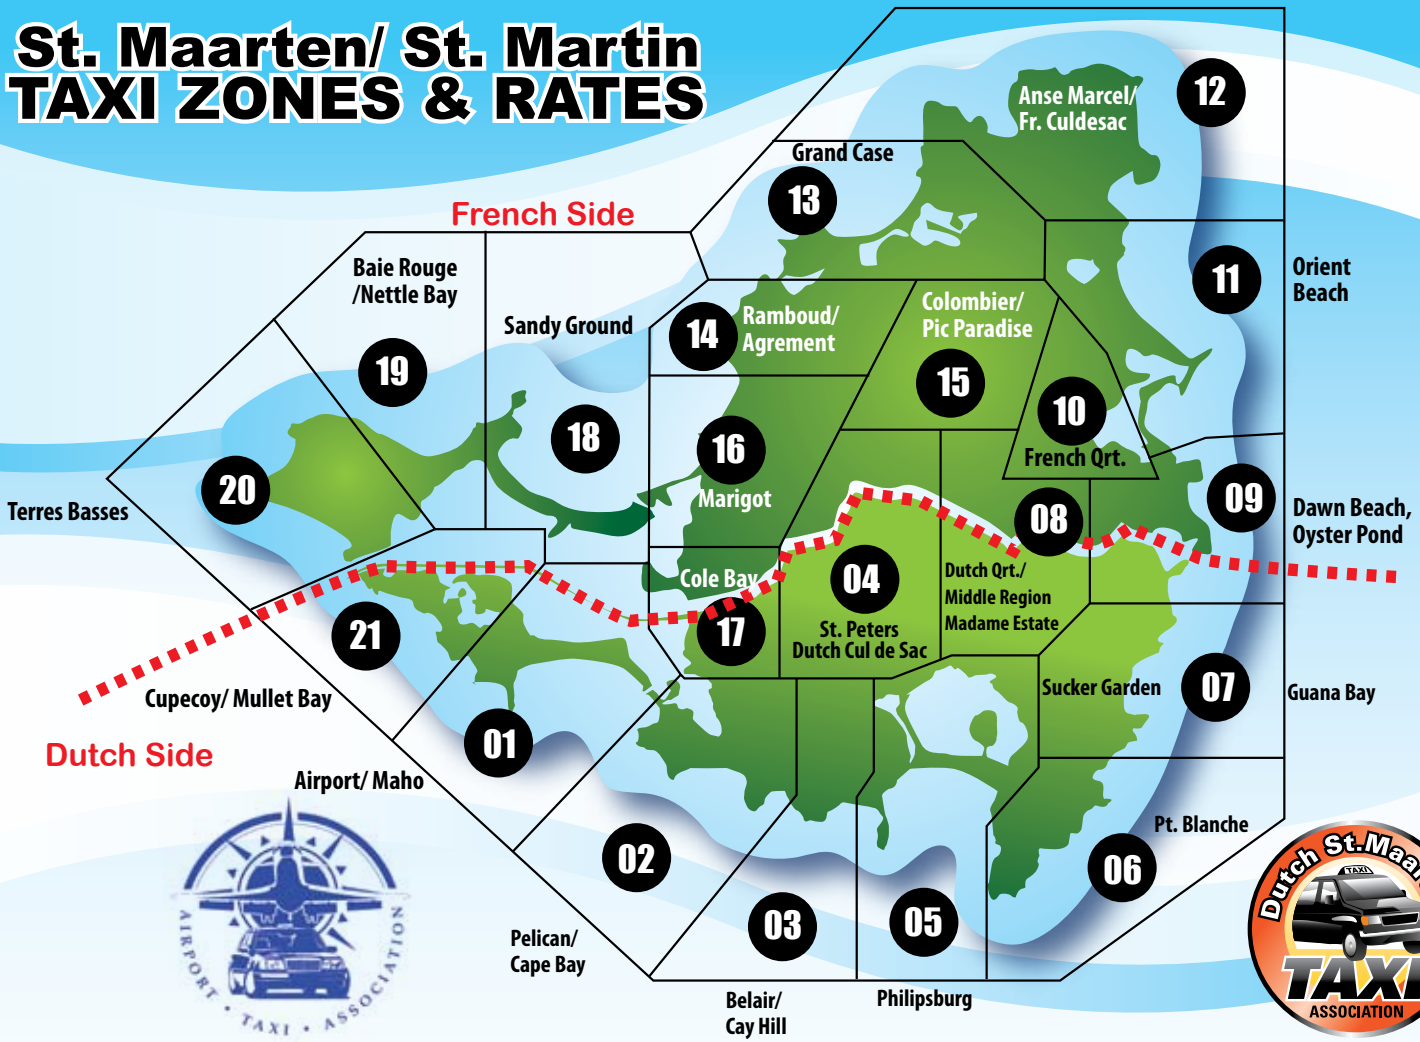 St. Maarten/ St. Martin
TAXI ZONES & RATES
French Side
Anse Marcel/
Fr. Culdesac
12
Grand Case
13
Baie Rouge
/Nettle Bay
19
Sandy Ground
18
14
Ramboud/
Agrement
Colombier/
Pic Paradise
15
11
Orient
Beach
10
French Qrt.
16
Marigot
20
Terres Basses
09
Dawn Beach,
Oyster Pond
08
Dutch Qrt./
Middle Region
Madame Estate
04
St. Peters
Dutch Cul de Sac
Cole Bay
17
21
Cupecoy/ Mullet Bay
Dutch Side
Sucker Garden
07
Guana Bay
01
Airport/ Maho
02
Pelican/
Cape Bay
03
Belair/
Cay Hill
05
Philipsburg
06
Pt. Blanche
AIRPORT • TAXI • ASSOCIATION
Dutch St.Maa
TAXI
TAXI
ASSOCIATION